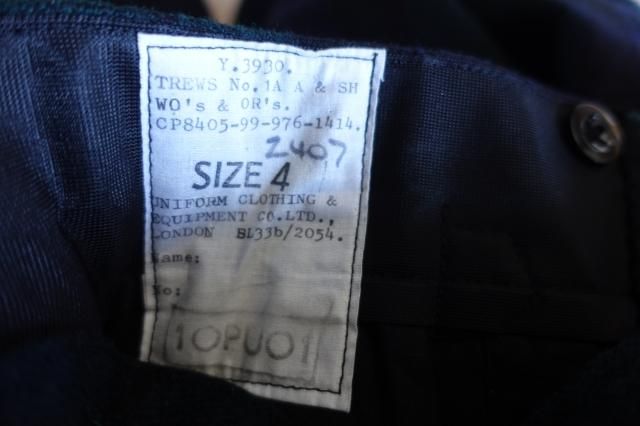 Y.3930.
TREWS No.1A A & SH
WO's & OR's.
CP8405-99-976-1414.
2407
SIZE 4
UNIFORM CLOTHING &
EQUIPMENT CO.LTD.,
LONDON BL33b/2054.
Name:
No:
10PU01